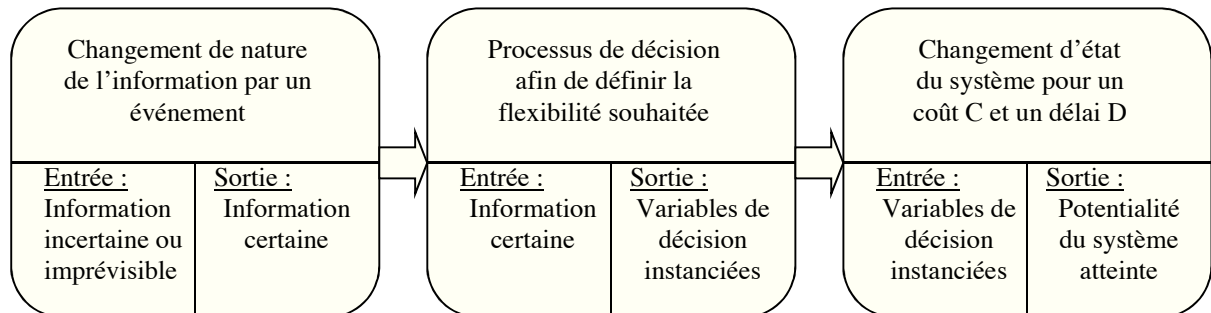 Changement de nature
de l’information par un
événement
Entrée :
Information
incertaine ou
imprévisible
Sortie :
Information
certaine
Processus de décision
afin de définir la
flexibilité souhaitée
Entrée :
Information
certaine
Sortie :
Variables de
décision
instanciées
Changement d’état
du système pour un
coût C et un délai D
Entrée :
Variables de
décision
instanciées
Sortie :
Potentialité
du système
atteinte